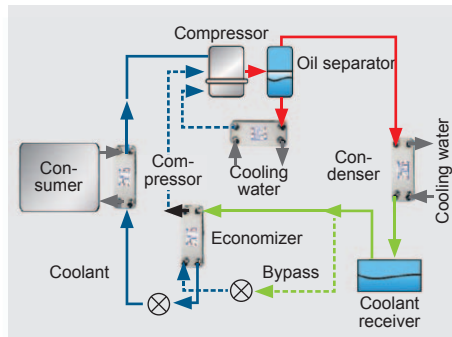 Compressor
Oil separator
Con-
sumer
Com-
pressor
Cooling
water
Con-
denser
Cooling water
Economizer
Coolant
Bypass
Coolant
receiver